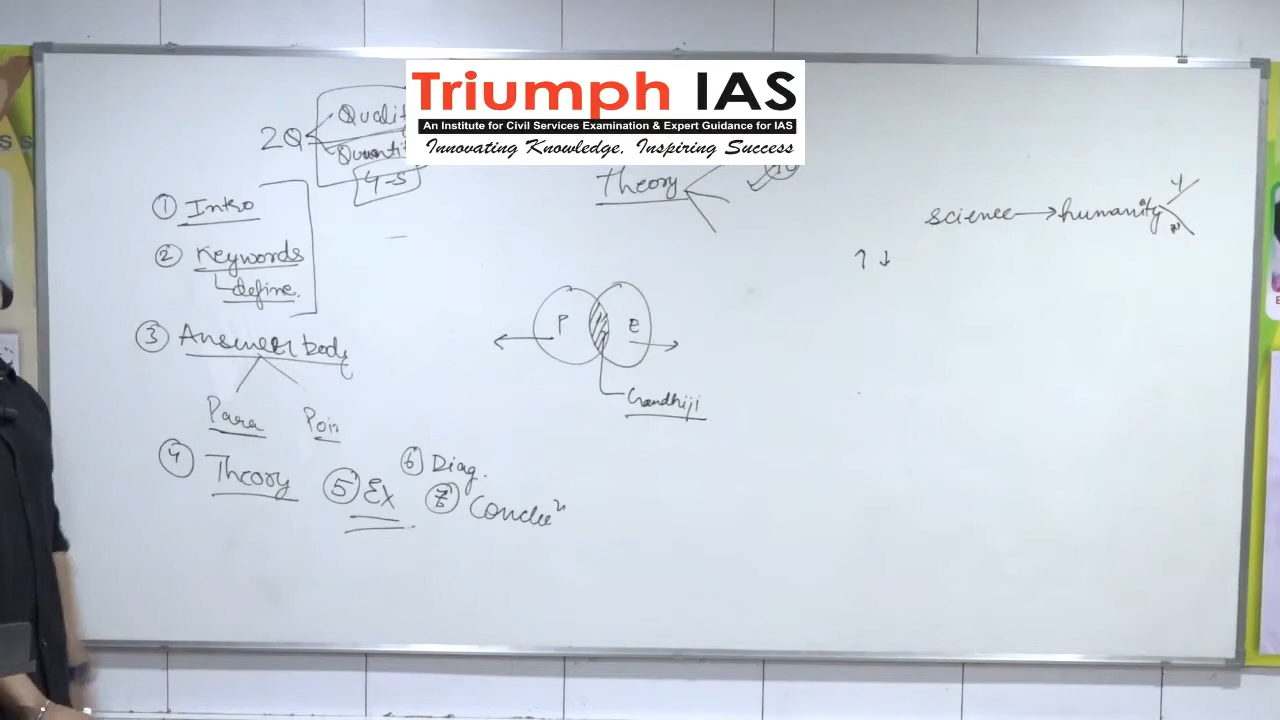 Triumph IAS
An Institute for Civil Services Examination & Expert Guidance for IAS
Innovating Knowledge, Inspiring Success
2Q
Qualit
Quantit
4-5
① Intro
② Keywords
define.
③ Answer body
Para Poin
④ Theory
⑤ Ex
⑥ Diag.
⑦ Conclu^n
Theory
P E
Gandhiji
science → humanity
↑ ↓